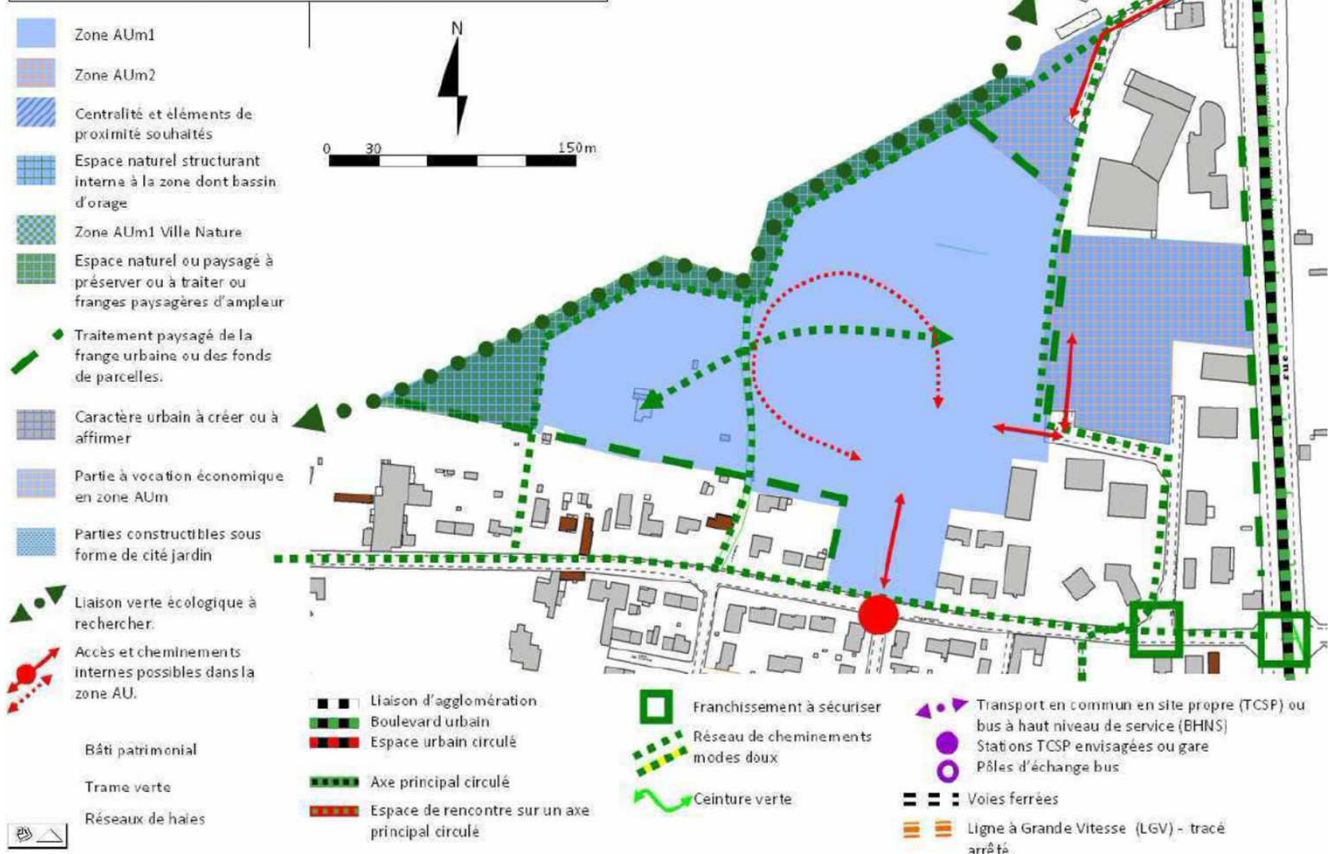 Zone AUm1
Zone AUm2
Centralité et éléments de
proximité souhaités
Espace naturel structurant
interne à la zone dont bassin
d'orage
Zone AUm1 Ville Nature
Espace naturel ou paysagé à
préserver ou à traiter ou
franges paysagères d'ampleur
Traitement paysagé de la
frange urbaine ou des fonds
de parcelles.
Caractère urbain à créer ou à
affirmer
Partie à vocation économique
en zone AUm
Parties constructibles sous
forme de cité jardin
Liaison verte écologique à
rechercher.
Accès et cheminements
internes possibles dans la
zone AU.
Bâti patrimonial
Trame verte
Réseaux de haies
N
0 30 150m
rue
Liaison d'agglomération
Boulevard urbain
Espace urbain circulé
Axe principal circulé
Espace de rencontre sur un axe
principal circulé
Franchissement à sécuriser
Réseau de cheminements
modes doux
Ceinture verte
Transport en commun en site propre (TCSP) ou
bus à haut niveau de service (BHNS)
Stations TCSP envisagées ou gare
Pôles d'échange bus
Voies ferrées
Ligne à Grande Vitesse (LGV) - tracé
arrêté